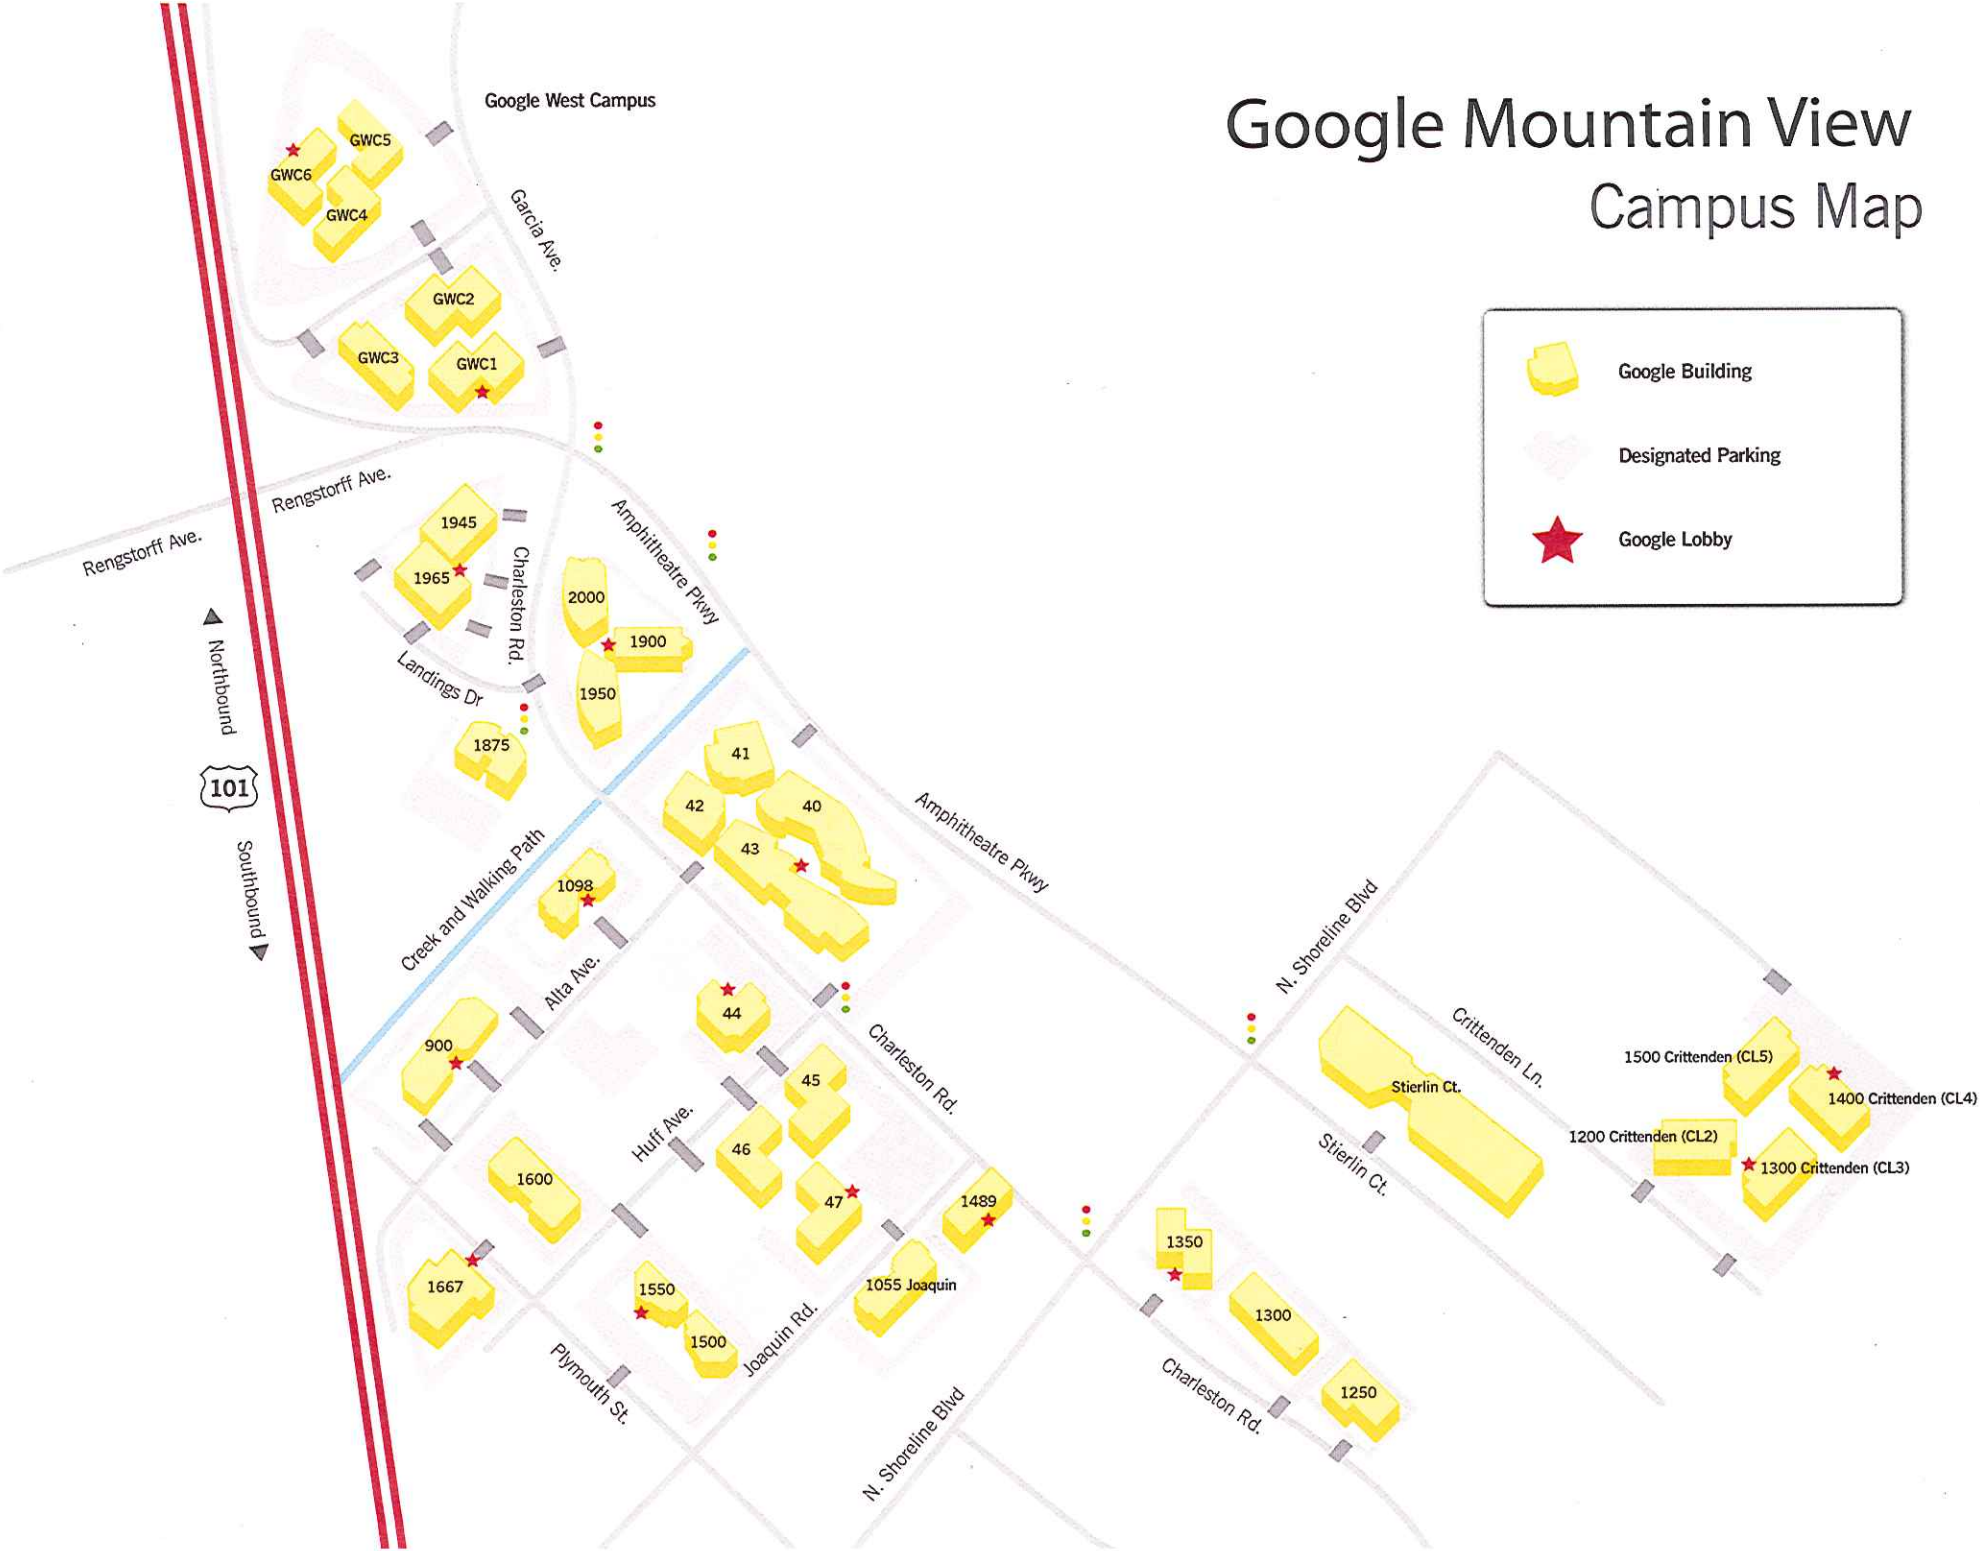 Google Mountain View
Campus Map
Google Building
Designated Parking
Google Lobby
Google West Campus
GWC5
GWC6
GWC4
Garcia Ave.
GWC2
GWC3
GWC1
Rengstorff Ave.
Rengstorff Ave.
1945
1965
Charleston Rd.
Amphitheatre Pkwy
2000
1900
1950
Landings Dr
1875
Northbound
101
Southbound
41
42
40
43
Amphitheatre Pkwy
Creek and Walking Path
1098
Alta Ave.
900
44
Charleston Rd.
45
46
47
Huff Ave.
1600
1667
1550
1500
Plymouth St.
Joaquin Rd.
1489
1055 Joaquin
N. Shoreline Blvd
N. Shoreline Blvd
Crittenden Ln.
Stierlin Ct.
Stierlin Ct.
1500 Crittenden (CL5)
1400 Crittenden (CL4)
1200 Crittenden (CL2)
1300 Crittenden (CL3)
1350
1300
1250
Charleston Rd.